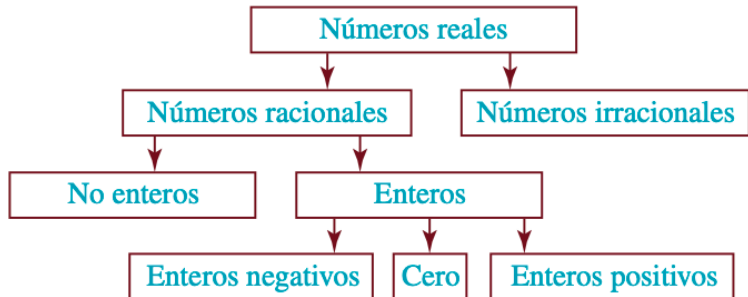 Números reales
Números racionales
Números irracionales
No enteros
Enteros
Enteros negativos
Cero
Enteros positivos